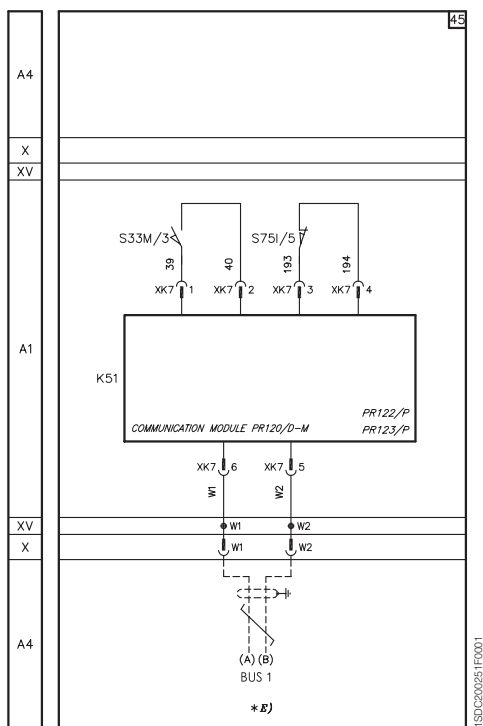 45
A4
X
XV
S33M/3
S75I/5
39
40
193
194
XK7 1
XK7 2
XK7 3
XK7 4
A1
K51
PR122/P
COMMUNICATION MODULE PR120/D-M
PR123/P
XK7 6
XK7 5
W1
W2
XV
W1
W2
X
W1
W2
A4
(A) (B)
BUS 1
*E)
1SDC200251F0001